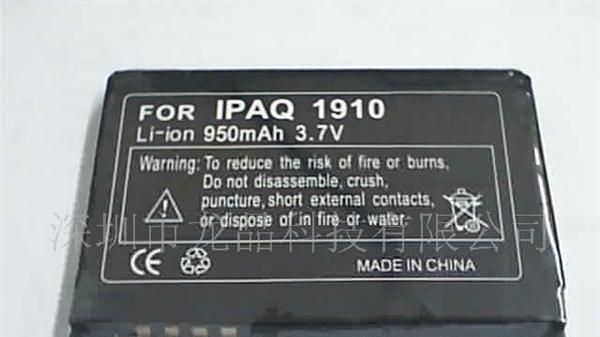 FOR IPAQ 1910
Li-ion 950mAh 3.7V
Warning: To reduce the risk of fire or burns,
Do not disassemble, crush,
puncture, short external contacts,
or dispose of in fire or water.
深圳市龙品科技有限公司
CE
MADE IN CHINA